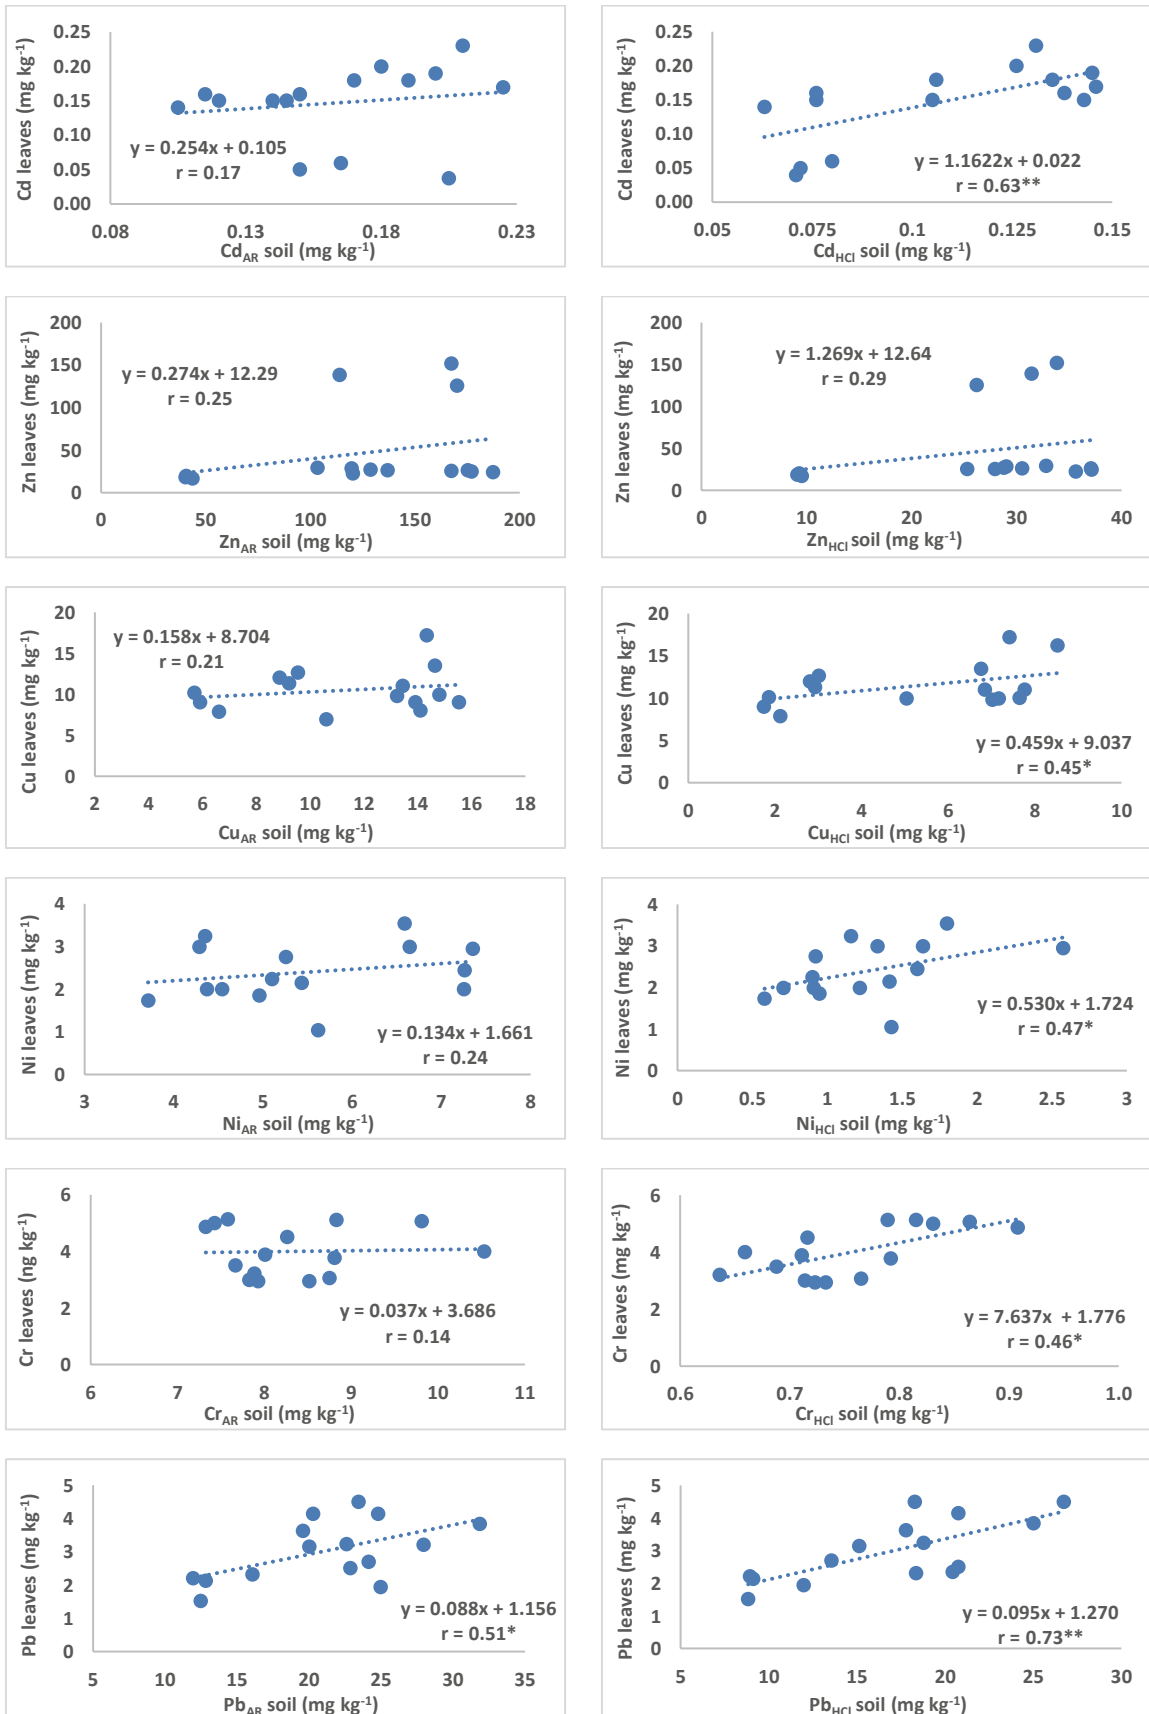 Cd leaves (mg kg⁻¹)
0.25
0.20
0.15
0.10
0.05
0.00
y = 0.254x + 0.105
r = 0.17
0.08 0.13 0.18 0.23
Cd_AR soil (mg kg⁻¹)
Cd leaves (mg kg⁻¹)
0.25
0.20
0.15
0.10
0.05
0.00
y = 1.1622x + 0.022
r = 0.63**
0.05 0.075 0.1 0.125 0.15
Cd_HCl soil (mg kg⁻¹)
Zn leaves (mg kg⁻¹)
200
150
100
50
0
y = 0.274x + 12.29
r = 0.25
0 50 100 150 200
Zn_AR soil (mg kg⁻¹)
Zn leaves (mg kg⁻¹)
200
150
100
50
0
y = 1.269x + 12.64
r = 0.29
0 10 20 30 40
Zn_HCl soil (mg kg⁻¹)
Cu leaves (mg kg⁻¹)
20
15
10
5
0
y = 0.158x + 8.704
r = 0.21
2 4 6 8 10 12 14 16 18
Cu_AR soil (mg kg⁻¹)
Cu leaves (mg kg⁻¹)
20
15
10
5
0
y = 0.459x + 9.037
r = 0.45*
0 2 4 6 8 10
Cu_HCl soil (mg kg⁻¹)
Ni leaves (mg kg⁻¹)
4
3
2
1
0
y = 0.134x + 1.661
r = 0.24
3 4 5 6 7 8
Ni_AR soil (mg kg⁻¹)
Ni leaves (mg kg⁻¹)
4
3
2
1
0
y = 0.530x + 1.724
r = 0.47*
0 0.5 1 1.5 2 2.5 3
Ni_HCl soil (mg kg⁻¹)
Cr leaves (ng kg⁻¹)
6
4
2
0
y = 0.037x + 3.686
r = 0.14
6 7 8 9 10 11
Cr_AR soil (mg kg⁻¹)
Cr leaves (mg kg⁻¹)
6
4
2
0
y = 7.637x + 1.776
r = 0.46*
0.6 0.7 0.8 0.9 1.0
Cr_HCl soil (mg kg⁻¹)
Pb leaves (mg kg⁻¹)
5
4
3
2
1
0
y = 0.088x + 1.156
r = 0.51*
5 10 15 20 25 30 35
Pb_AR soil (mg kg⁻¹)
Pb leaves (mg kg⁻¹)
5
4
3
2
1
0
y = 0.095x + 1.270
r = 0.73**
5 10 15 20 25 30
Pb_HCl soil (mg kg⁻¹)